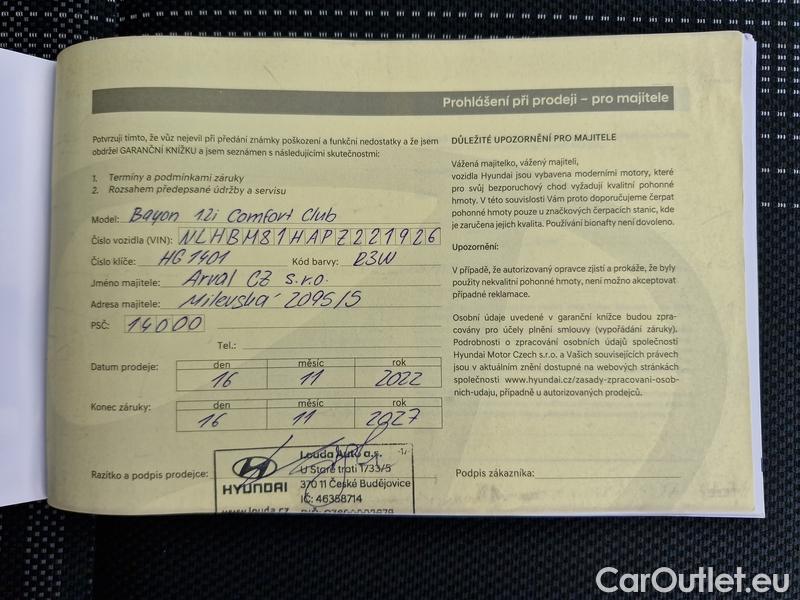 Prohlášení při prodeji – pro majitele
Potvrzuji tímto, že vůz nejevil při předání známky poškození a funkční nedostatky a že jsem
obdržel GARANČNÍ KNÍŽKU a jsem seznámen s následujícími skutečnostmi:
1. Termíny a podmínkami záruky
2. Rozsahem předepsané údržby a servisu
Model: Bayon 1.2i Comfort Club
Číslo vozidla (VIN): NLHBM81HAPZ221926
Číslo klíče: HG1401 Kód barvy: R3W
Jméno majitele: Arval CZ s.r.o.
Adresa majitele: Milevská 2095/5
PSČ: 14000
Tel.:
Datum prodeje: den měsíc rok
16 11 2022
Konec záruky: den měsíc rok
16 11 2027
Razítko a podpis prodejce:
HYUNDAI
www.louda.cz
Louda Auto a.s.
-1-
U Staré trati 1733/5
370 11 České Budějovice
IČ: 46358714
DŮLEŽITÉ UPOZORNĚNÍ PRO MAJITELE
Vážená majitelko, vážený majiteli,
vozidla Hyundai jsou vybavena moderními motory, které
pro svůj bezporuchový chod vyžadují kvalitní pohonné
hmoty. V této souvislosti Vám proto doporučujeme čerpat
pohonné hmoty pouze u značkových čerpacích stanic, kde
je zaručena jejich kvalita. Používání bionafty není dovoleno.
Upozornění:
V případě, že autorizovaný opravce zjistí a prokáže, že byly
použity nekvalitní pohonné hmoty, není možno akceptovat
případné reklamace.
Osobní údaje uvedené v garanční knížce budou zpra-
covány pro účely plnění smlouvy (vypořádání záruky).
Podrobnosti o zpracování osobních údajů společností
Hyundai Motor Czech s.r.o. a Vašich souvisejících právech
jsou v aktuálním znění dostupné na webových stránkách
společnosti www.hyundai.cz/zasady-zpracovani-osob-
nich-udaju, případně u autorizovaných prodejců.
Podpis zákazníka:
CarOutlet.eu